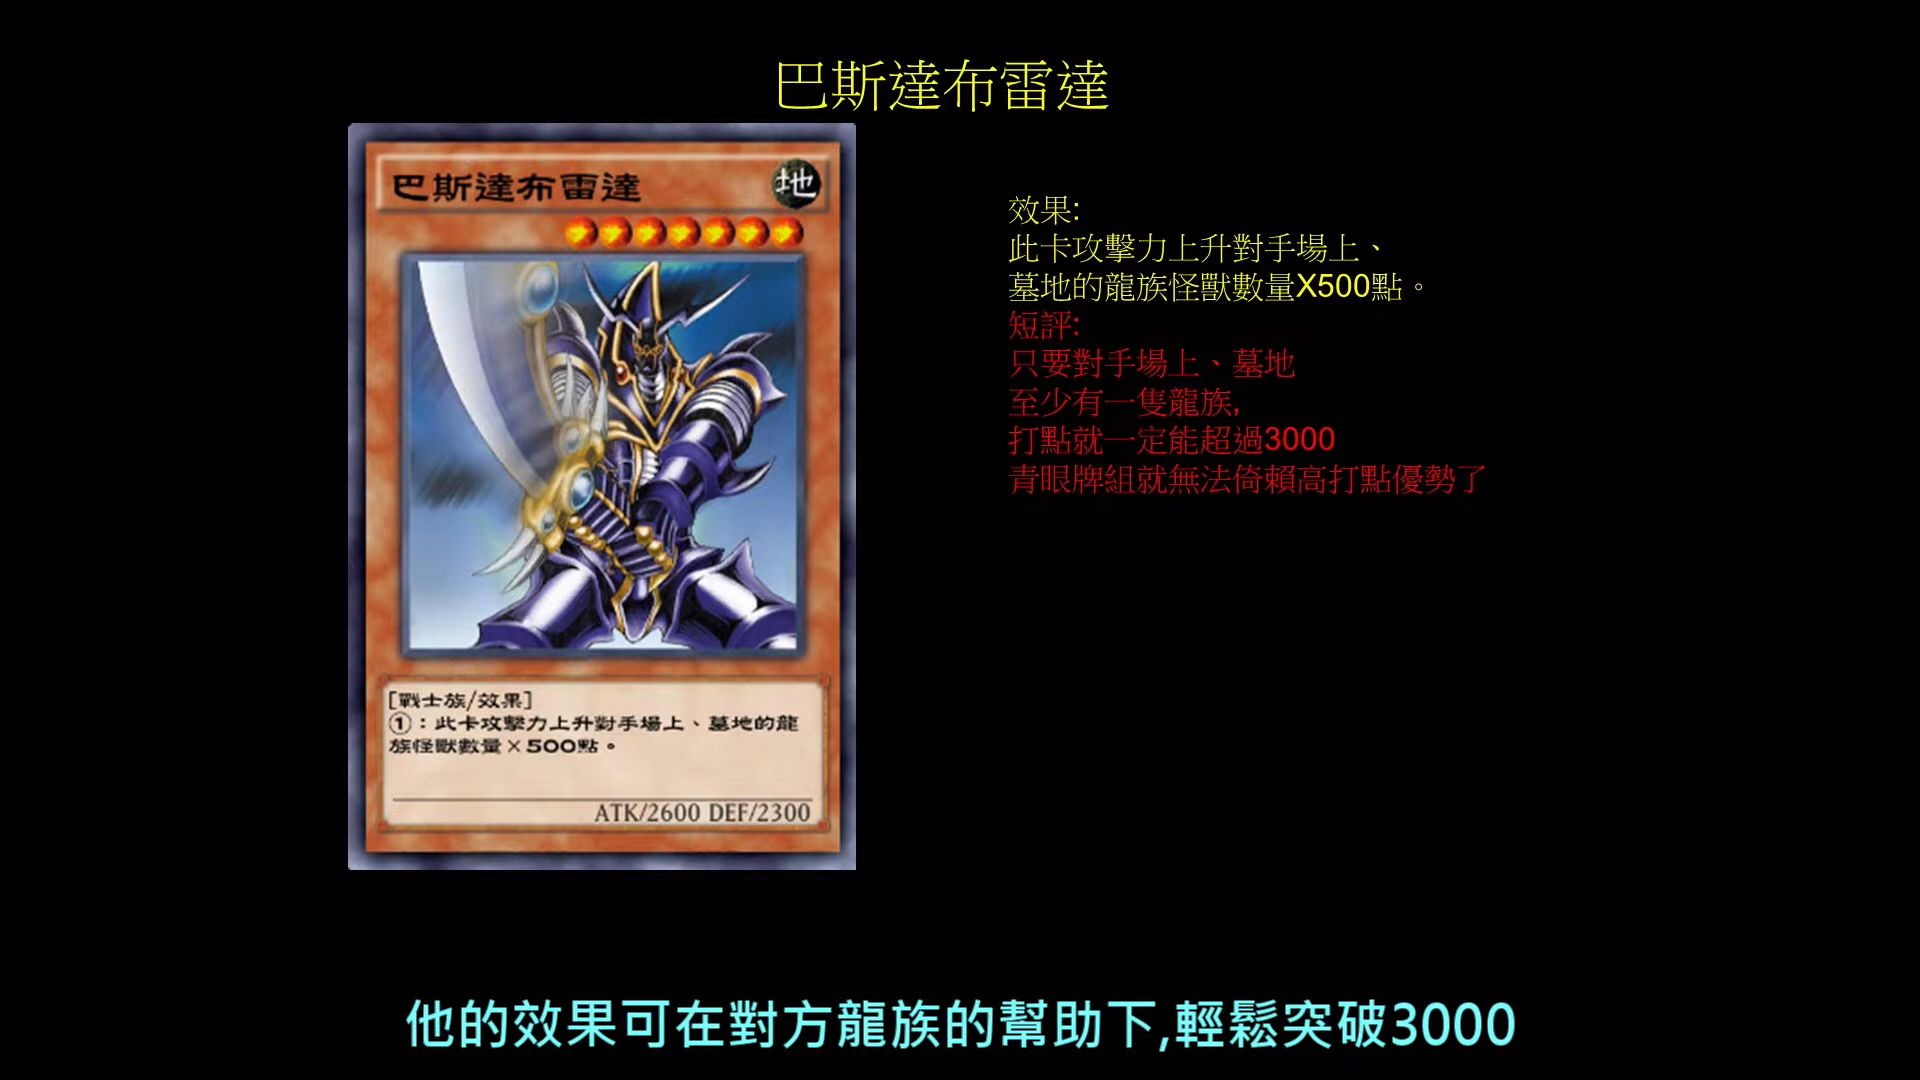 巴斯達布雷達
巴斯達布雷達
地
[戰士族/效果]
①：此卡攻擊力上升對手場上、墓地的龍
族怪獸數量×500點。
ATK/2600 DEF/2300
效果:
此卡攻擊力上升對手場上、
墓地的龍族怪獸數量X500點。
短評:
只要對手場上、墓地
至少有一隻龍族,
打點就一定能超過3000
青眼牌組就無法倚賴高打點優勢了
他的效果可在對方龍族的幫助下,輕鬆突破3000